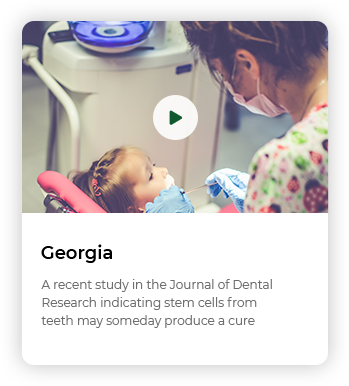 Georgia
A recent study in the Journal of Dental
Research indicating stem cells from
teeth may someday produce a cure